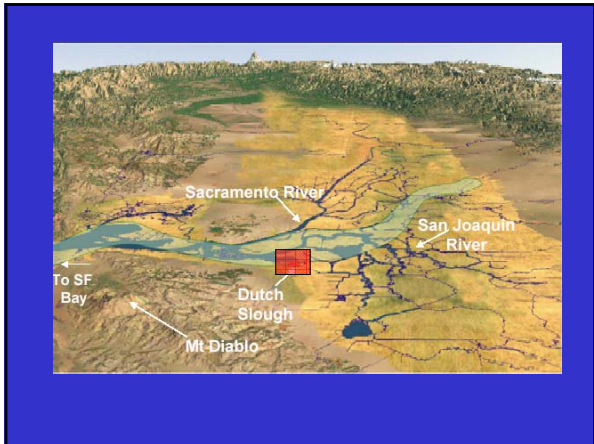 Sacramento River
San Joaquin
River
To SF
Bay
Dutch
Slough
Mt Diablo